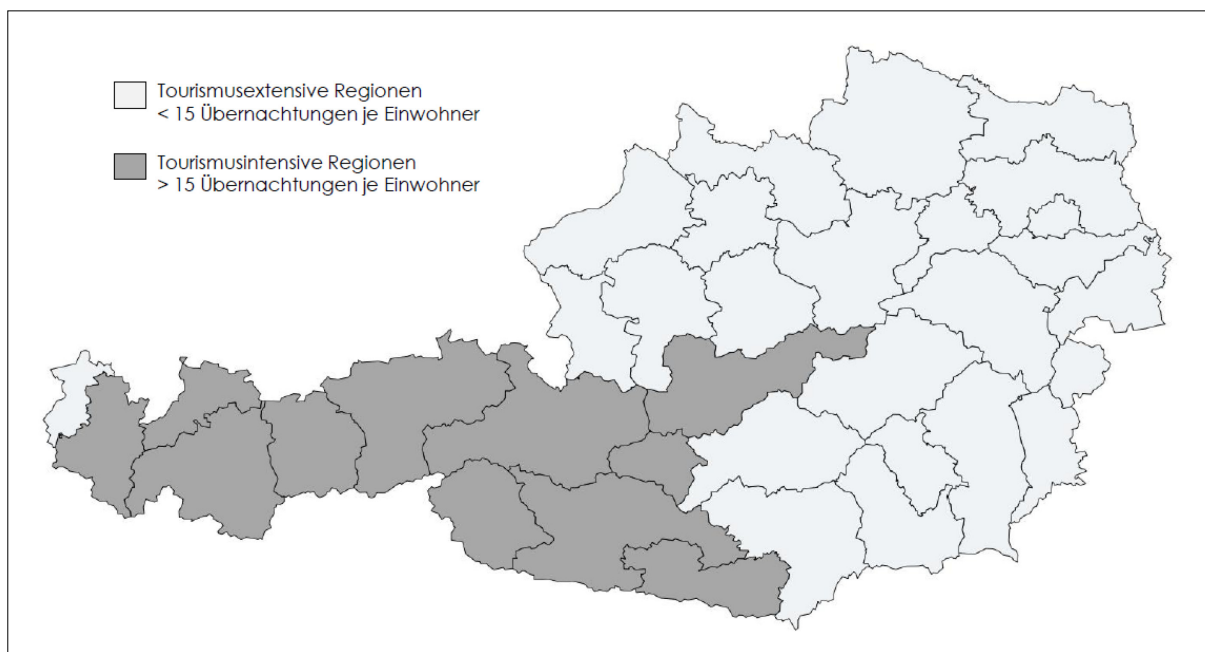 Tourismusextensive Regionen
< 15 Übernachtungen je Einwohner
Tourismusintensive Regionen
> 15 Übernachtungen je Einwohner